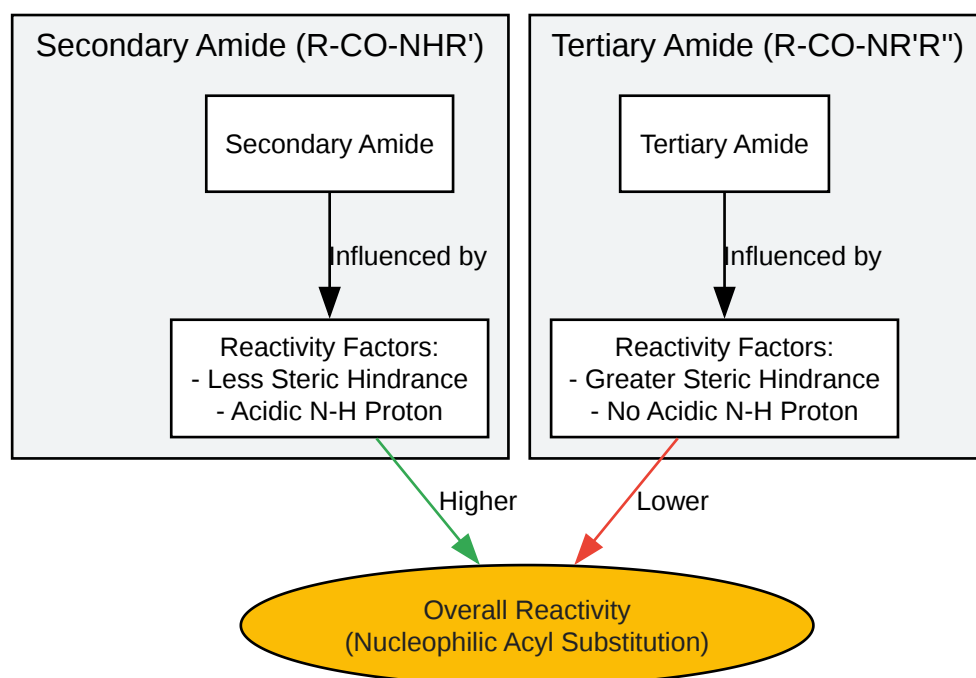 Secondary Amide (R-CO-NHR')
Tertiary Amide (R-CO-NR'R")
Secondary Amide
Tertiary Amide
Influenced by
Influenced by
Reactivity Factors:
- Less Steric Hindrance
- Acidic N-H Proton
Reactivity Factors:
- Greater Steric Hindrance
- No Acidic N-H Proton
Higher
Lower
Overall Reactivity
(Nucleophilic Acyl Substitution)